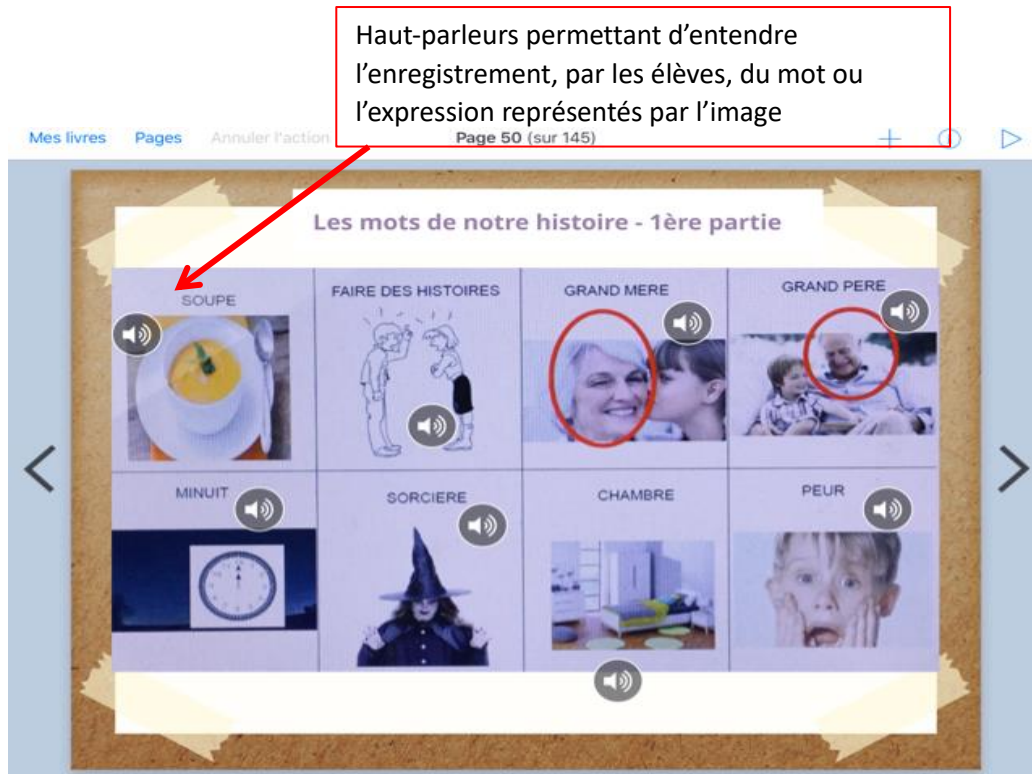 Haut-parleurs permettant d’entendre
l’enregistrement, par les élèves, du mot ou
l’expression représentés par l’image
Mes livres Pages Annuler l'action Page 50 (sur 145)
Les mots de notre histoire - 1ère partie
SOUPE FAIRE DES HISTOIRES GRAND MERE GRAND PERE
MINUIT SORCIERE CHAMBRE PEUR